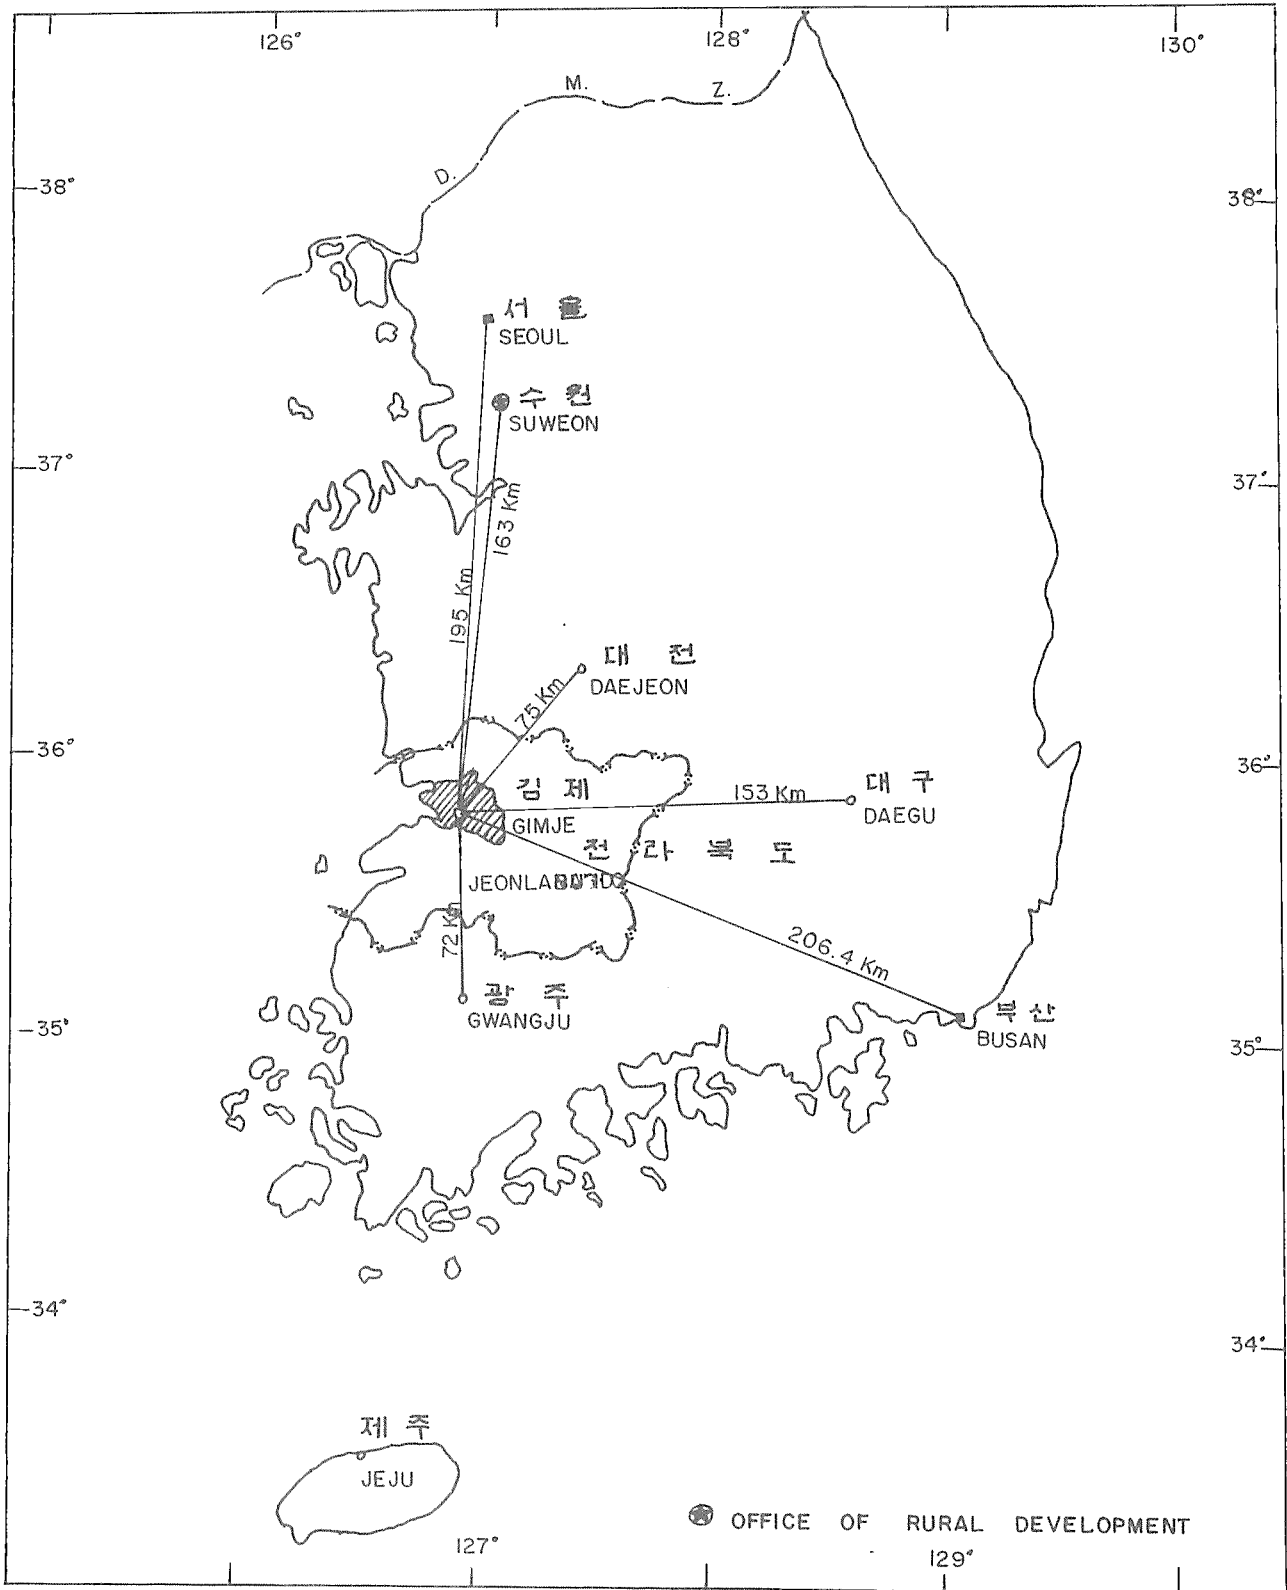 126°
128°
130°
D.
M.
Z.
38°
38°
서 울
SEOUL
수 원
SUWEON
37°
37°
163 Km
195 Km
대 전
DAEJEON
75 Km
36°
36°
김 제
GIMJE
153 Km
대 구
DAEGU
전 라 북 도
72 Km
206.4 Km
광 주
GWANGJU
부 산
BUSAN
35°
35°
34°
34°
제 주
JEJU
OFFICE OF RURAL DEVELOPMENT
127°
129°